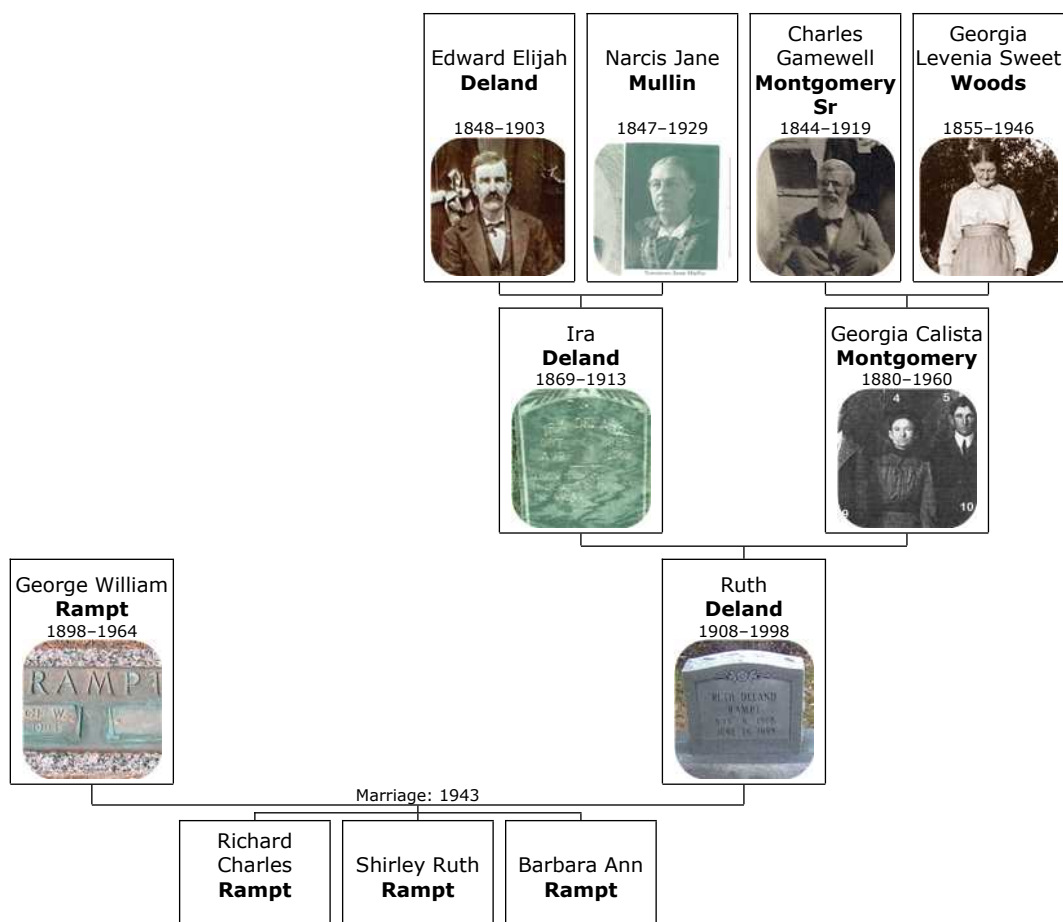 Edward Elijah
Deland
1848–1903
Narcis Jane
Mullin
1847–1929
Charles
Gamewell
Montgomery
Sr
1844–1919
Georgia
Levenia Sweet
Woods
1855–1946
Ira
Deland
1869–1913
Georgia Calista
Montgomery
1880–1960
4
5
9
10
George William
Rampt
1898–1964
RAMPT
Ruth
Deland
1908–1998
RUTH DELAND
RAMPT
Marriage: 1943
Richard
Charles
Rampt
Shirley Ruth
Rampt
Barbara Ann
Rampt